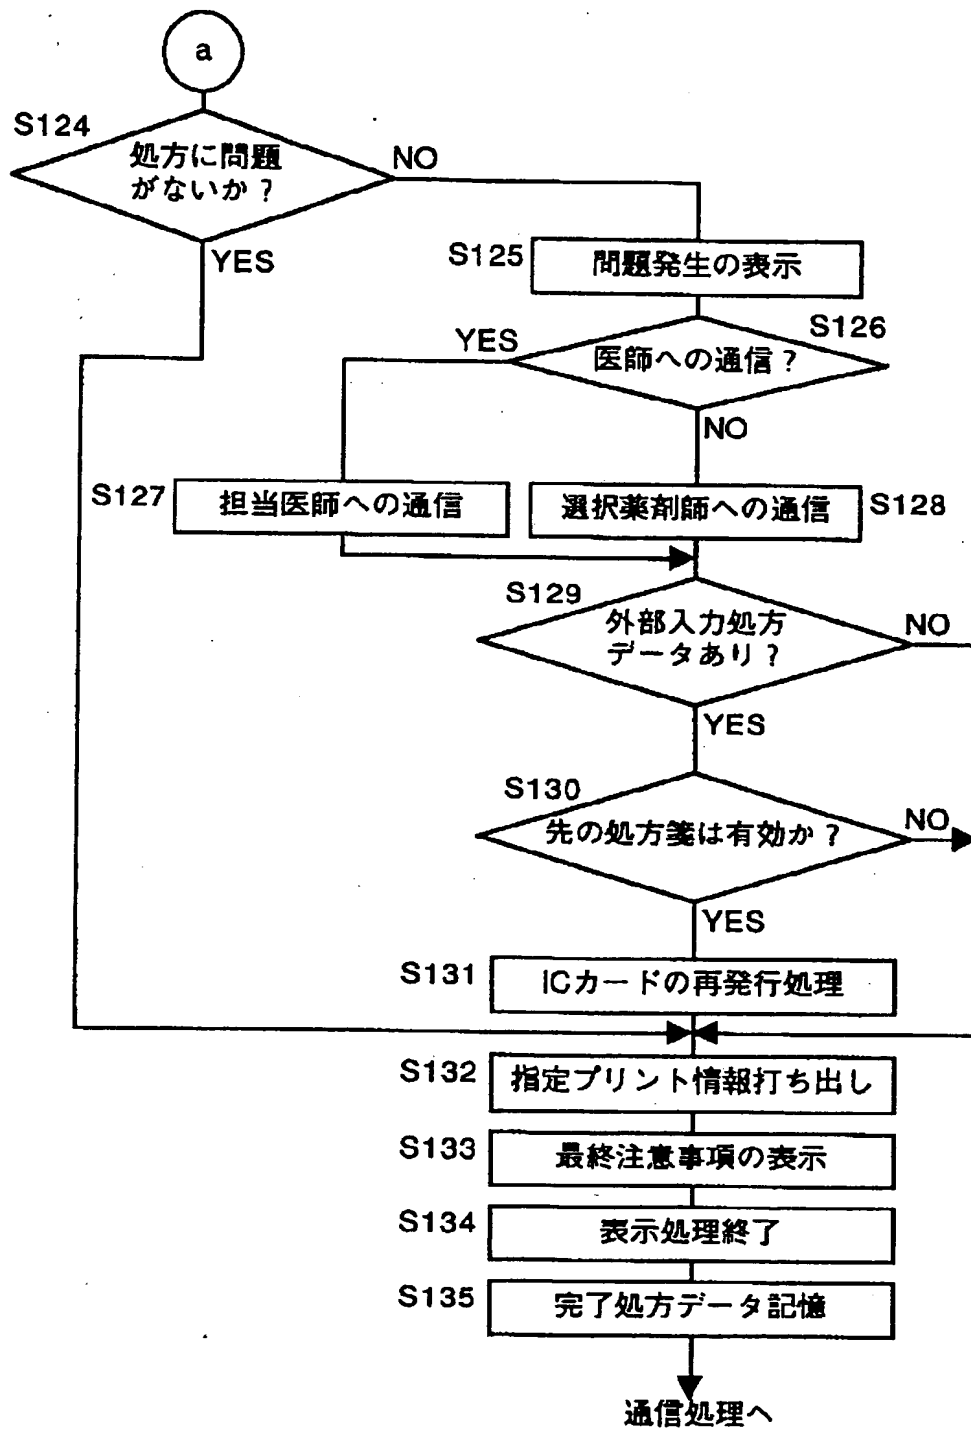 a
S124
処方に問題
がないか？
NO
YES
S125
問題発生の表示
S126
YES
医師への通信？
NO
S127
担当医師への通信
選択薬剤師への通信
S128
S129
外部入力処方
データあり？
NO
YES
S130
先の処方箋は有効か？
NO
YES
S131
ICカードの再発行処理
S132
指定プリント情報打ち出し
S133
最終注意事項の表示
S134
表示処理終了
S135
完了処方データ記憶
通信処理へ